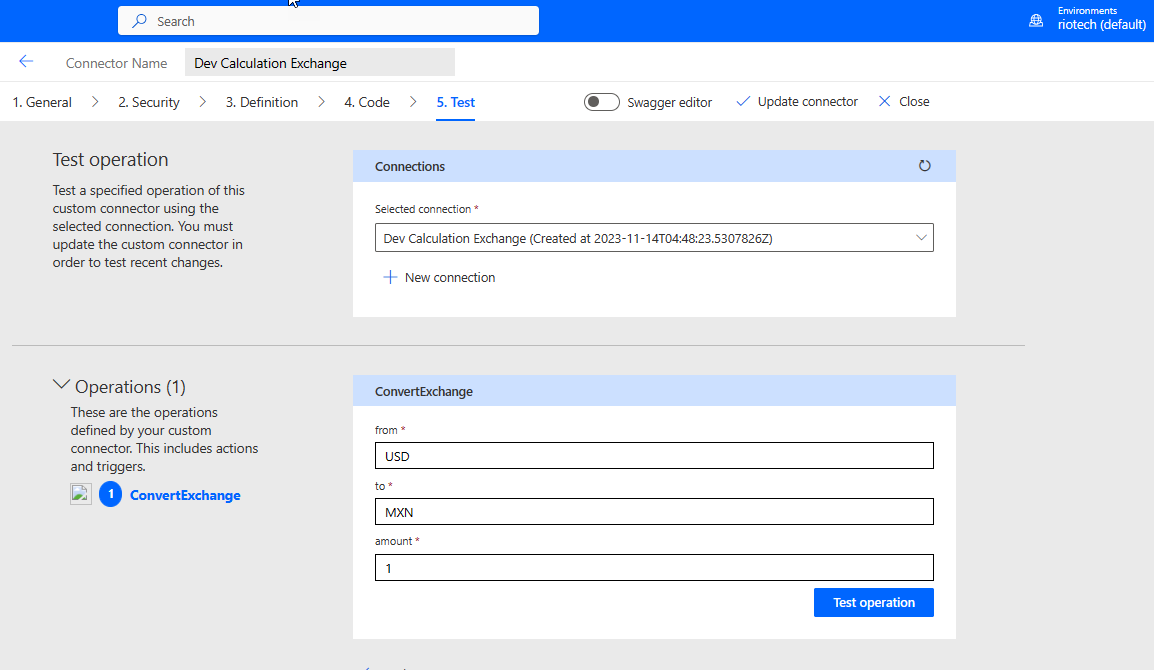 Search
Environments
riotech (default)
Connector Name
Dev Calculation Exchange
1. General
2. Security
3. Definition
4. Code
5. Test
Swagger editor
Update connector
Close
Test operation
Test a specified operation of this
custom connector using the
selected connection. You must
update the custom connector in
order to test recent changes.
Connections
Selected connection *
Dev Calculation Exchange (Created at 2023-11-14T04:48:23.5307826Z)
New connection
Operations (1)
These are the operations
defined by your custom
connector. This includes actions
and triggers.
1 ConvertExchange
ConvertExchange
from *
USD
to *
MXN
amount *
1
Test operation